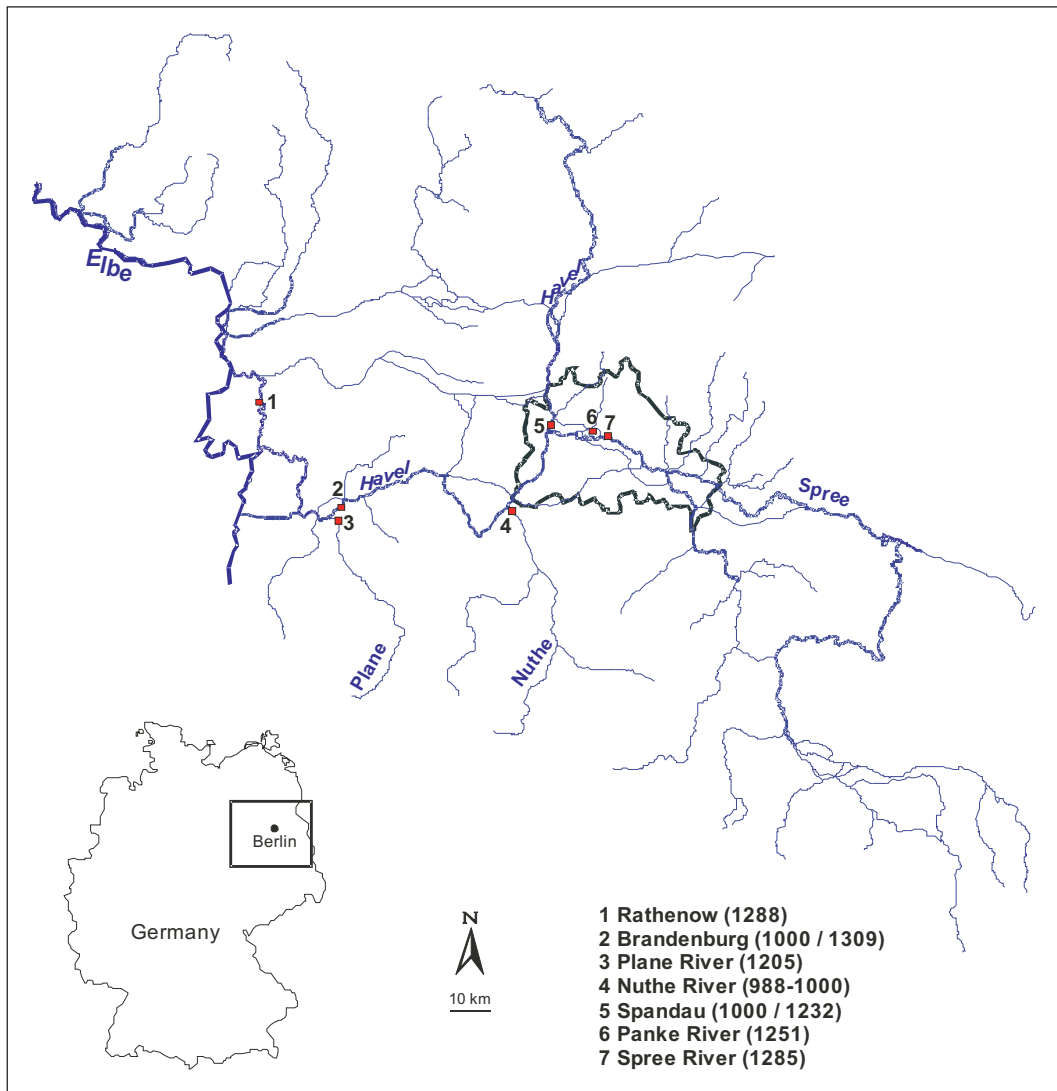 Elbe
Havel
1
5
6
7
2
Havel
3
4
Spree
Plane
Nuthe
Berlin
Germany
N
10 km
1 Rathenow (1288)
2 Brandenburg (1000 / 1309)
3 Plane River (1205)
4 Nuthe River (988-1000)
5 Spandau (1000 / 1232)
6 Panke River (1251)
7 Spree River (1285)